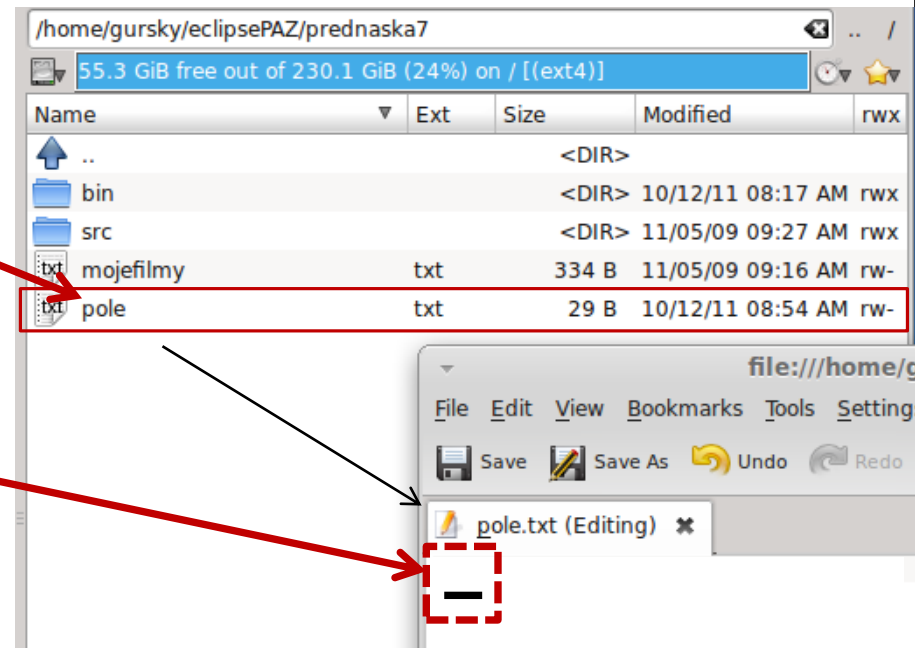 /home/gursky/eclipsePAZ/prednaska7 .. /
55.3 GiB free out of 230.1 GiB (24%) on / [(ext4)]
Name Ext Size Modified rwx
.. <DIR>
bin <DIR> 10/12/11 08:17 AM rwx
src <DIR> 11/05/09 09:27 AM rwx
txt mojefilmy txt 334 B 11/05/09 09:16 AM rw-
txt pole txt 29 B 10/12/11 08:54 AM rw-
file:///home/g
File Edit View Bookmarks Tools Setting
Save Save As Undo Redo
pole.txt (Editing)